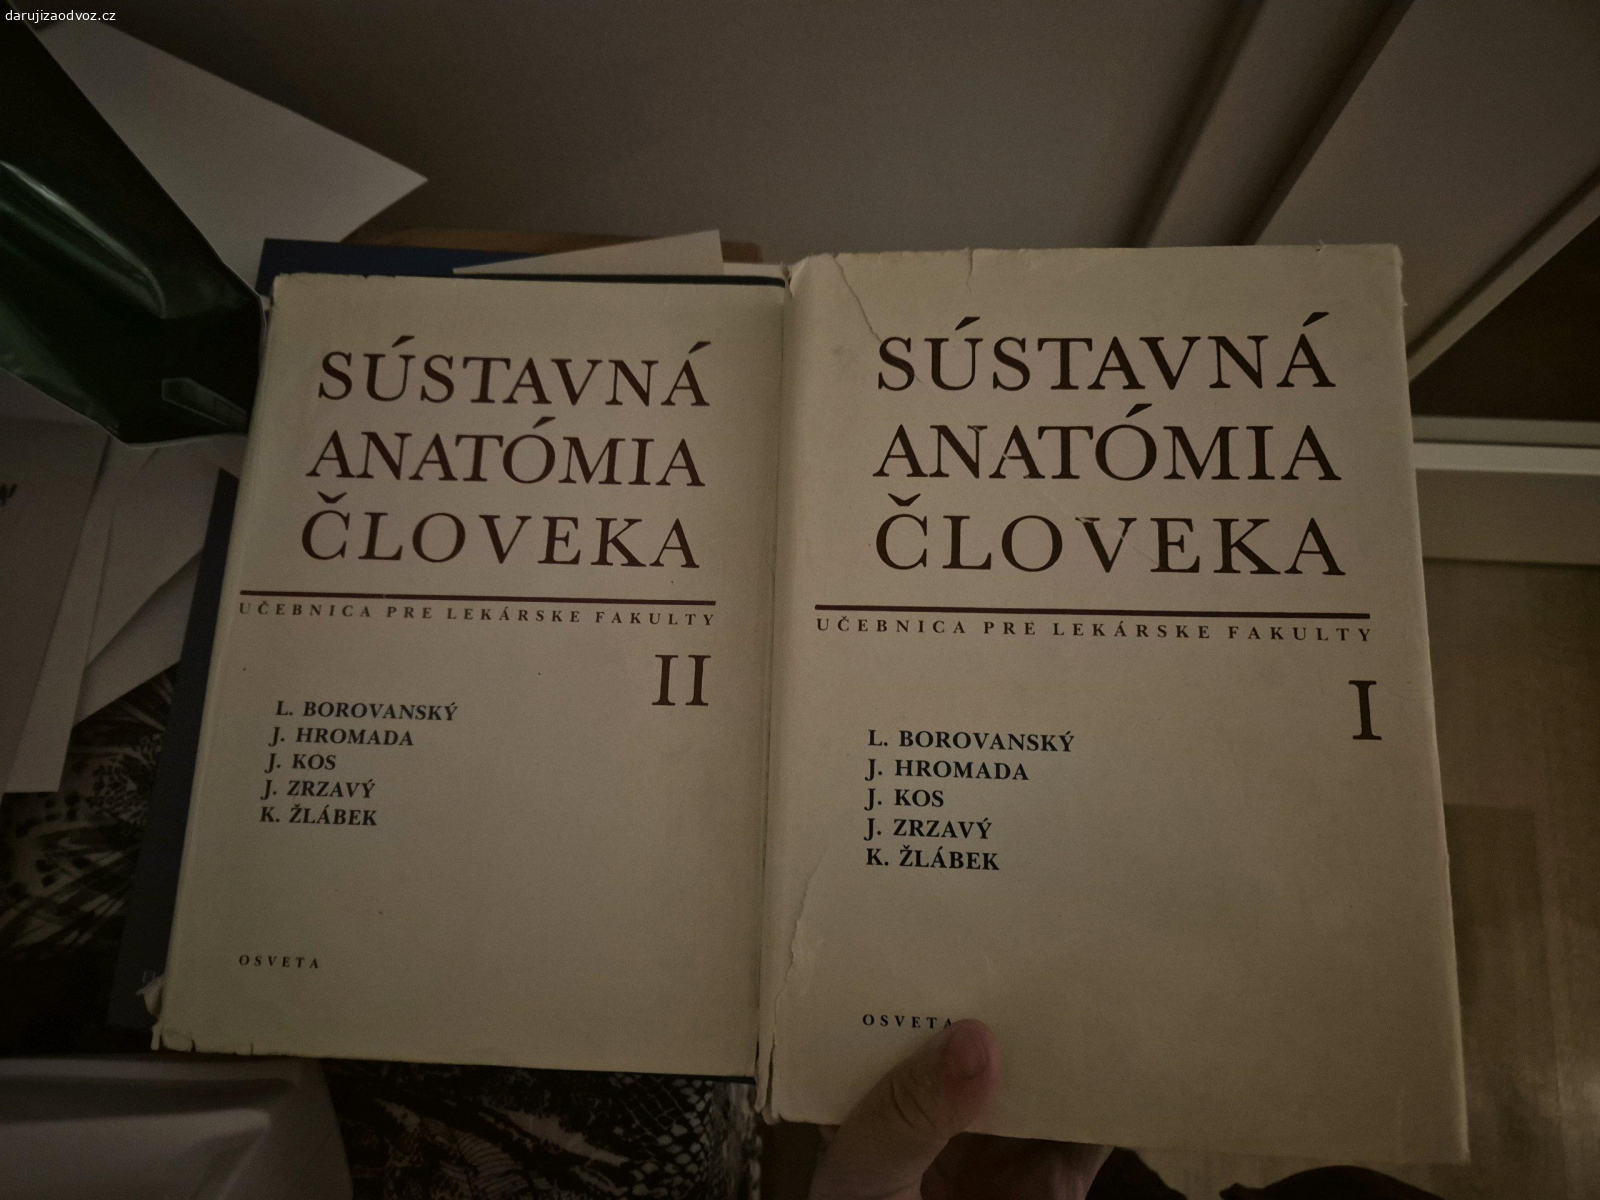 darujizaodvoz.cz
SÚSTAVNÁ
ANATÓMIA
ČLOVEKA
UČEBNICA PRE LEKÁRSKE FAKULTY
II
L. BOROVANSKÝ
J. HROMADA
J. KOS
J. ZRZAVÝ
K. ŽLÁBEK
OSVETA
SÚSTAVNÁ
ANATÓMIA
ČLOVEKA
UČEBNICA PRE LEKÁRSKE FAKULTY
I
L. BOROVANSKÝ
J. HROMADA
J. KOS
J. ZRZAVÝ
K. ŽLÁBEK
OSVETA